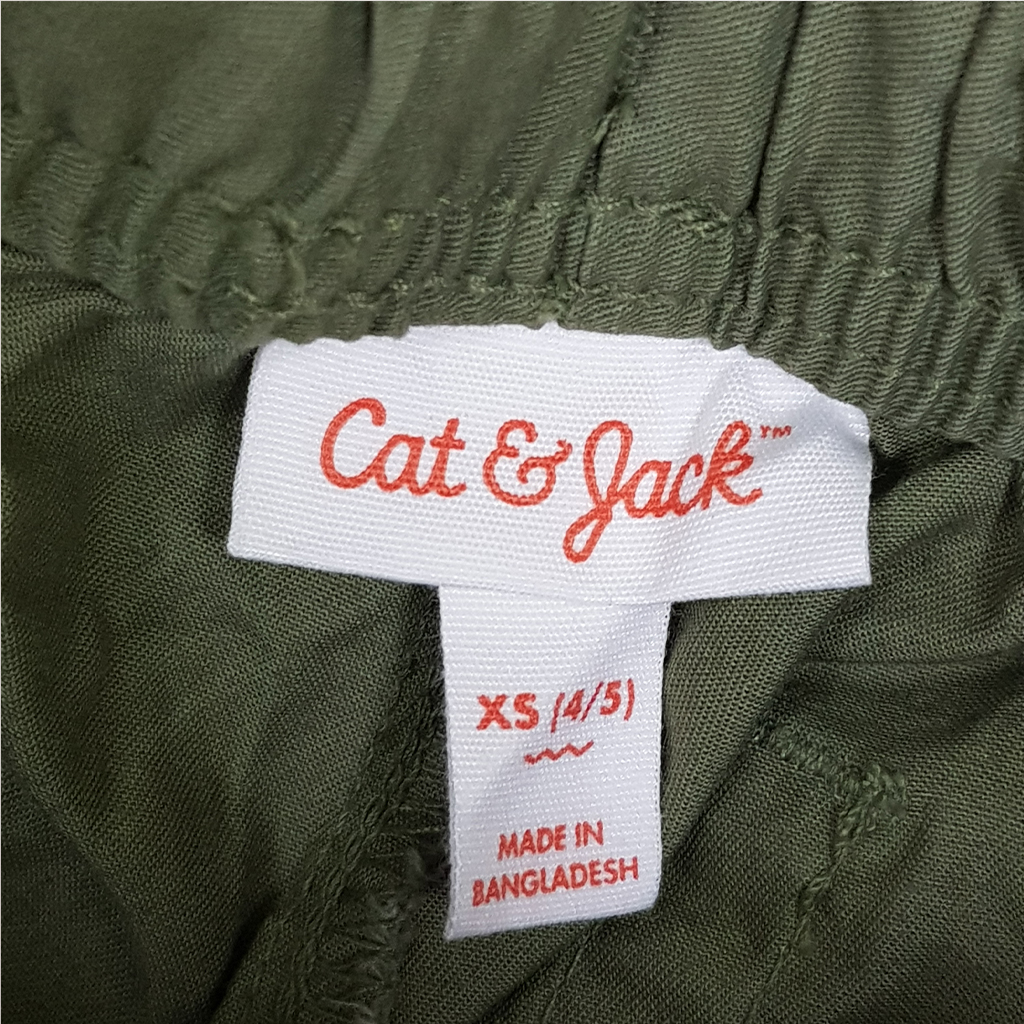 Cat & Jack™
XS (4/5)
MADE IN
BANGLADESH